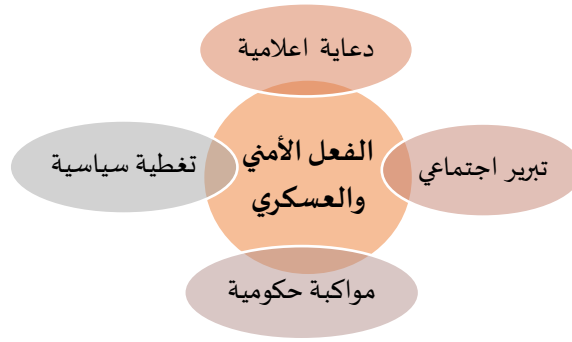 دعاية اعلامية
الفعل الأمني
والعسكري
تبرير اجتماعي
تغطية سياسية
مواكبة حكومية